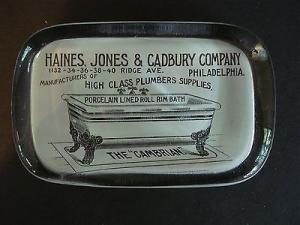 HAINES, JONES & CADBURY COMPANY
1132-34-36-38-40 RIDGE AVE. PHILADELPHIA.
MANUFACTURERS OF HIGH CLASS PLUMBERS SUPPLIES.
PORCELAIN LINED ROLL RIM BATH
THE "CAMBRIAN"